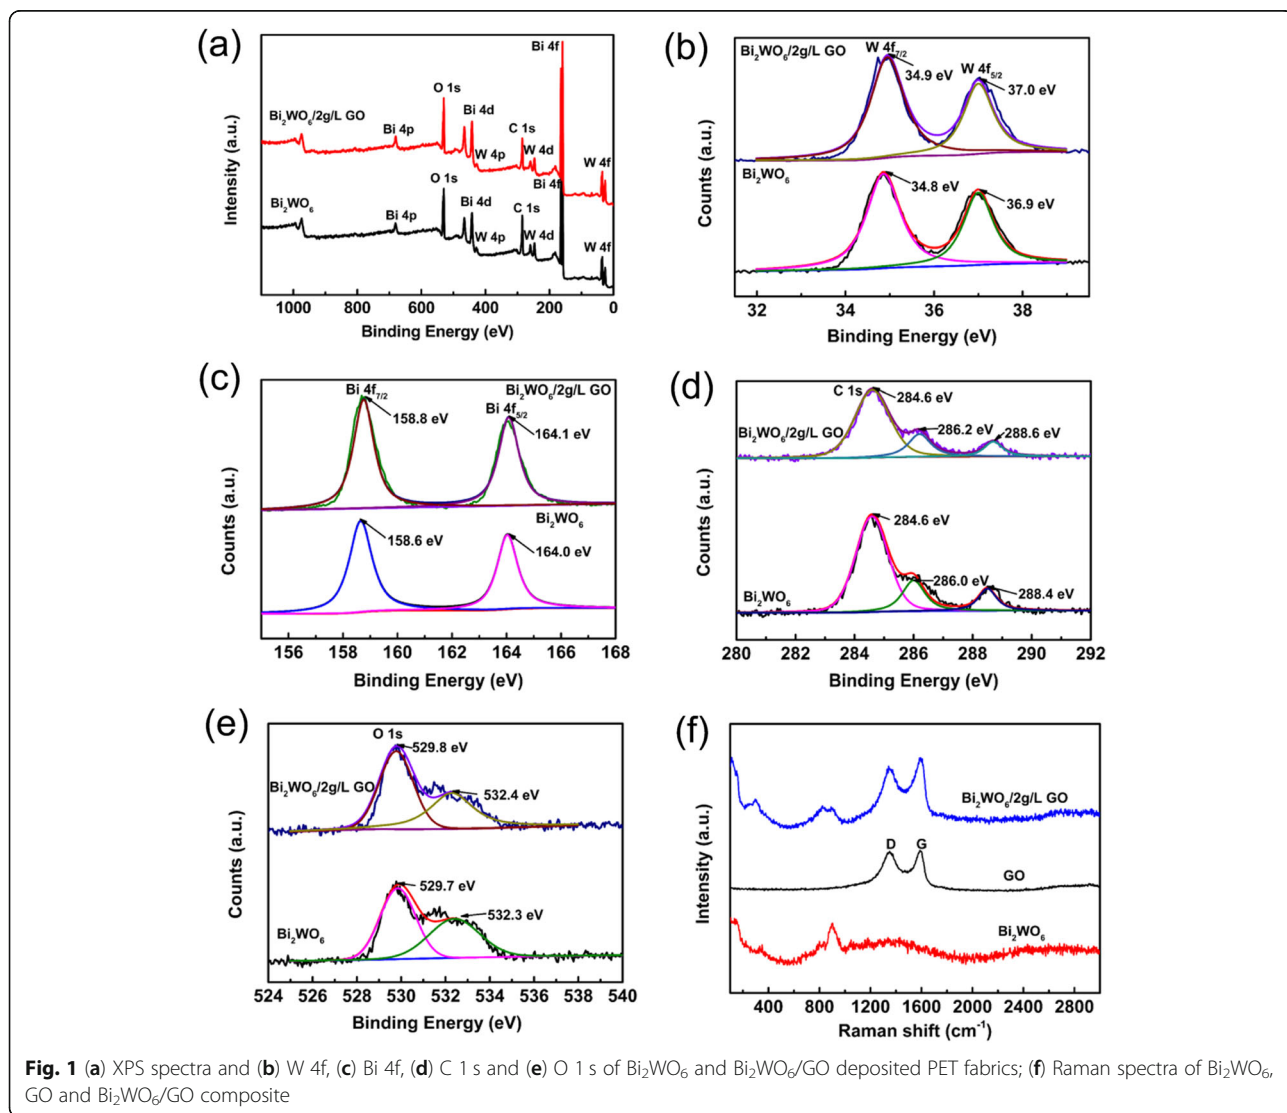 (a)
Intensity (a.u.)
Bi₂WO₆/2g/L GO
Bi 4p
O 1s
Bi 4d
W 4p
C 1s
W 4d
Bi 4f
W 4f
Bi₂WO₆
Bi 4p
O 1s
Bi 4d
W 4p
C 1s
W 4d
Bi 4f
W 4f
1000 800 600 400 200 0
Binding Energy (eV)
(b)
Counts (a.u.)
Bi₂WO₆/2g/L GO
W 4f₇/₂
34.9 eV
W 4f₅/₂
37.0 eV
Bi₂WO₆
34.8 eV
36.9 eV
32 34 36 38
Binding Energy (eV)
(c)
Counts (a.u.)
Bi 4f₇/₂
Bi₂WO₆/2g/L GO
158.8 eV
Bi 4f₅/₂
164.1 eV
Bi₂WO₆
158.6 eV
164.0 eV
156 158 160 162 164 166 168
Binding Energy (eV)
(d)
Counts (a.u.)
C 1s
284.6 eV
Bi₂WO₆/2g/L GO
286.2 eV
288.6 eV
284.6 eV
Bi₂WO₆
286.0 eV
288.4 eV
280 282 284 286 288 290 292
Binding Energy (eV)
(e)
Counts (a.u.)
O 1s
529.8 eV
Bi₂WO₆/2g/L GO
532.4 eV
529.7 eV
532.3 eV
Bi₂WO₆
524 526 528 530 532 534 536 538 540
Binding Energy (eV)
(f)
Intensity (a.u.)
Bi₂WO₆/2g/L GO
D G
GO
Bi₂WO₆
400 800 1200 1600 2000 2400 2800
Raman shift (cm⁻¹)
Fig. 1 (a) XPS spectra and (b) W 4f, (c) Bi 4f, (d) C 1 s and (e) O 1 s of Bi₂WO₆ and Bi₂WO₆/GO deposited PET fabrics; (f) Raman spectra of Bi₂WO₆,
GO and Bi₂WO₆/GO composite